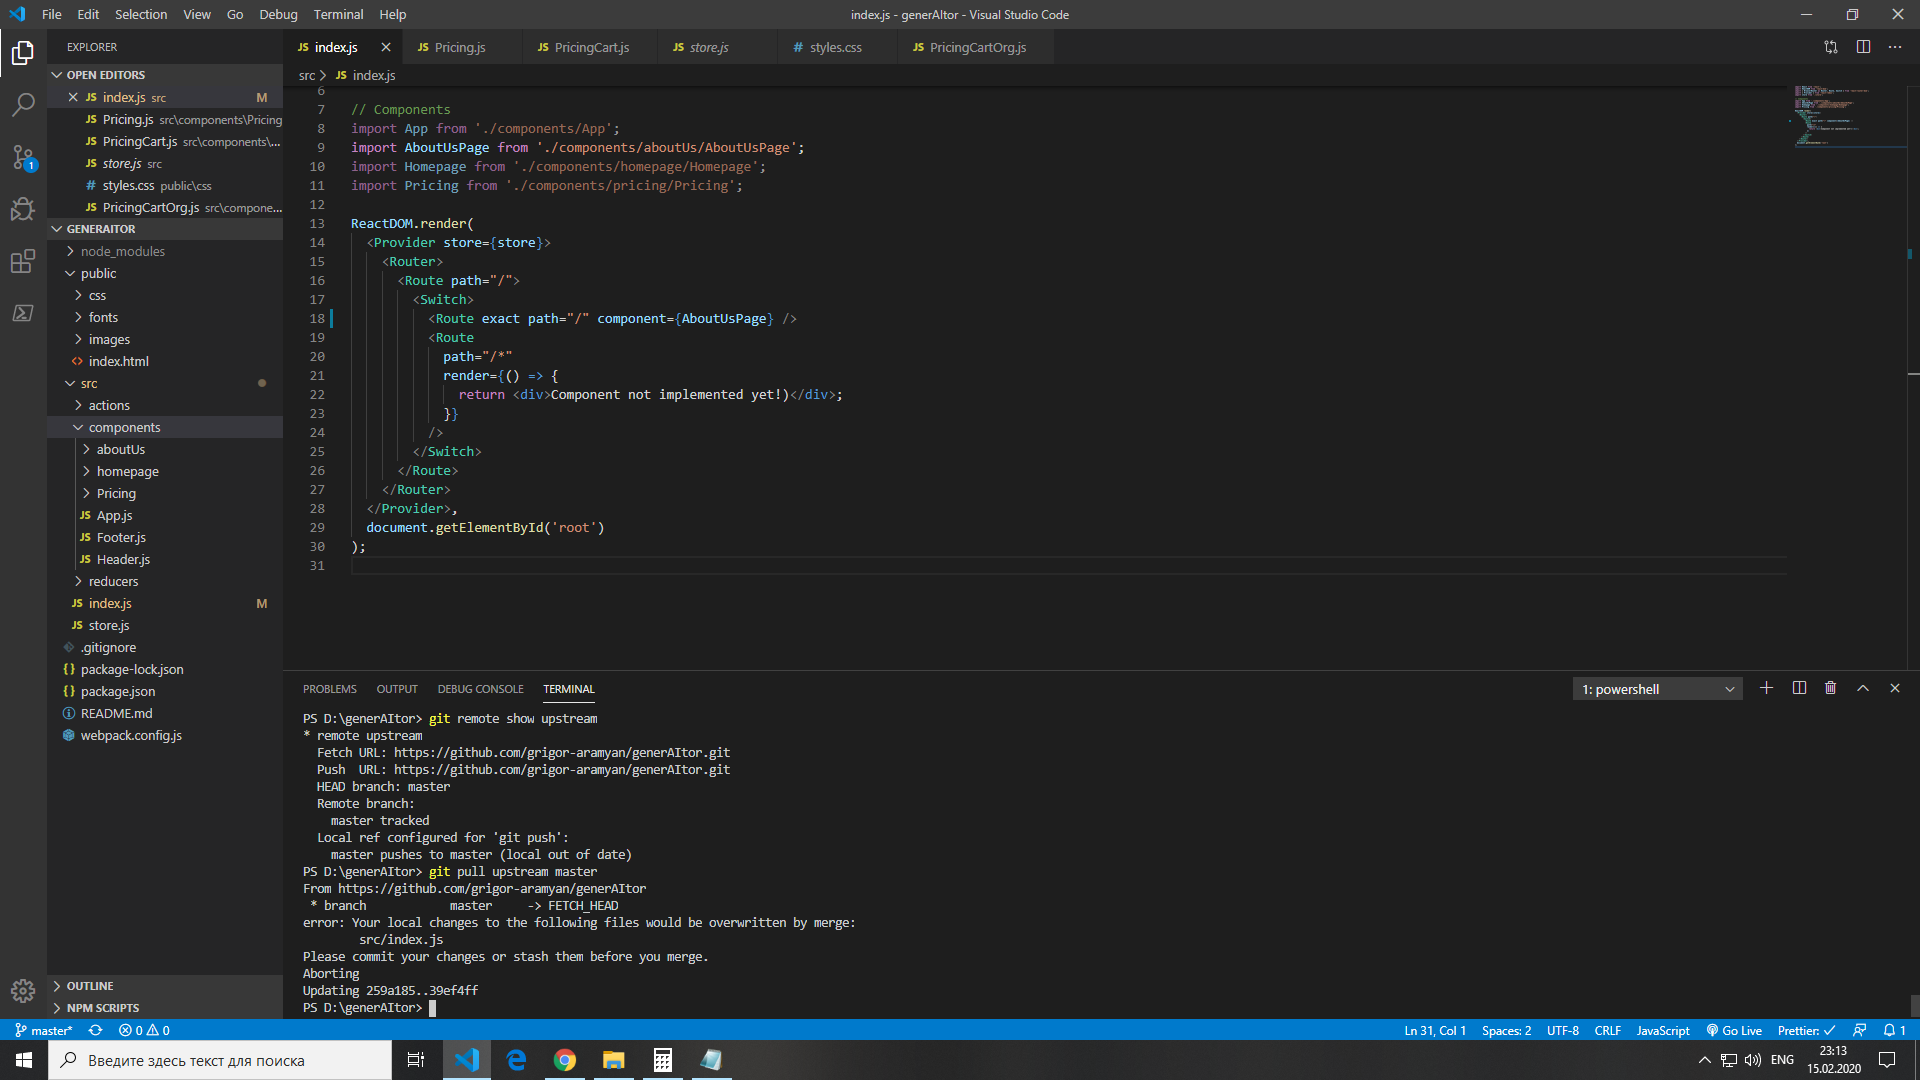 File Edit Selection View Go Debug Terminal Help
index.js - generAItor - Visual Studio Code
EXPLORER
OPEN EDITORS
index.js src M
Pricing.js src\components\Pricing
PricingCart.js src\components\...
store.js src
styles.css public\css
PricingCartOrg.js src\compone...
1
GENERAITOR
node_modules
public
css
fonts
images
index.html
src
actions
components
aboutUs
homepage
Pricing
App.js
Footer.js
Header.js
reducers
index.js M
store.js
.gitignore
package-lock.json
package.json
README.md
webpack.config.js
OUTLINE
NPM SCRIPTS
JS index.js JS Pricing.js JS PricingCart.js JS store.js # styles.css JS PricingCartOrg.js
src > JS index.js
6
7 // Components
8 import App from './components/App';
9 import AboutUsPage from './components/aboutUs/AboutUsPage';
10 import Homepage from './components/homepage/Homepage';
11 import Pricing from './components/pricing/Pricing';
12
13 ReactDOM.render(
14 <Provider store={store}>
15 <Router>
16 <Route path="/">
17 <Switch>
18 <Route exact path="/" component={AboutUsPage} />
19 <Route
20 path="/*"
21 render={() => {
22 return <div>Component not implemented yet!)</div>;
23 }}
24 />
25 </Switch>
26 </Route>
27 </Router>
28 </Provider>,
29 document.getElementById('root')
30 );
31
PROBLEMS OUTPUT DEBUG CONSOLE TERMINAL
1: powershell
PS D:\generAItor> git remote show upstream
* remote upstream
Fetch URL: https://github.com/grigor-aramyan/generAItor.git
Push URL: https://github.com/grigor-aramyan/generAItor.git
HEAD branch: master
Remote branch:
master tracked
Local ref configured for 'git push':
master pushes to master (local out of date)
PS D:\generAItor> git pull upstream master
From https://github.com/grigor-aramyan/generAItor
* branch master -> FETCH_HEAD
error: Your local changes to the following files would be overwritten by merge:
src/index.js
Please commit your changes or stash them before you merge.
Aborting
Updating 259a185..39ef4ff
PS D:\generAItor>
master* 0 0 Ln 31, Col 1 Spaces: 2 UTF-8 CRLF JavaScript Go Live Prettier: ✓ 1
Введите здесь текст для поиска
ENG
23:13
15.02.2020